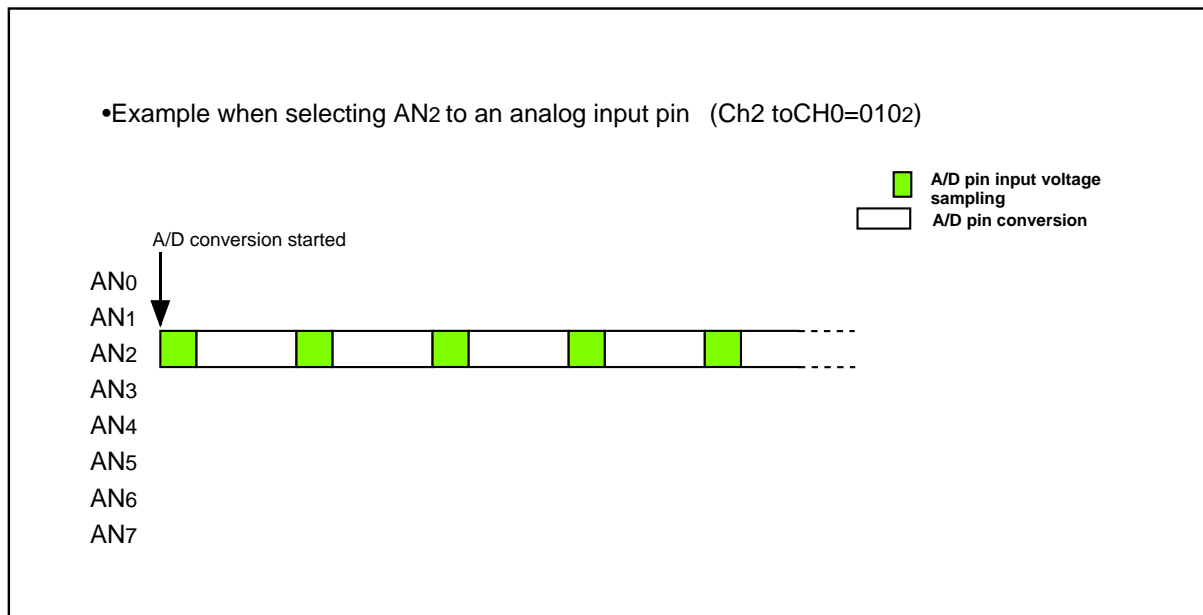 •Example when selecting AN2 to an analog input pin (Ch2 toCH0=0102)
A/D pin input voltage
sampling
A/D pin conversion
A/D conversion started
AN0
AN1
AN2
AN3
AN4
AN5
AN6
AN7